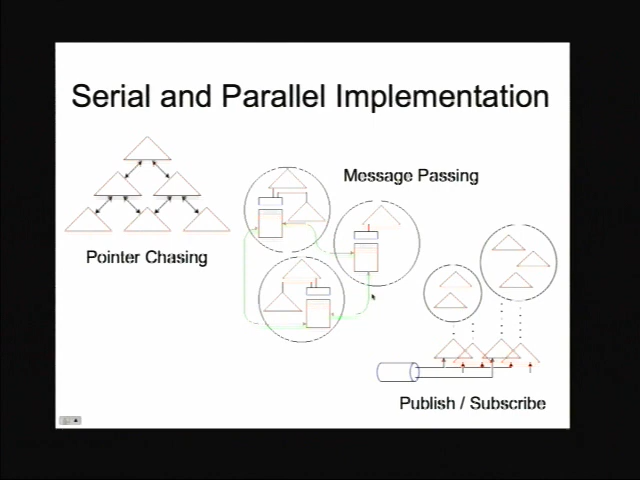 Serial and Parallel Implementation
Message Passing
Pointer Chasing
Publish / Subscribe